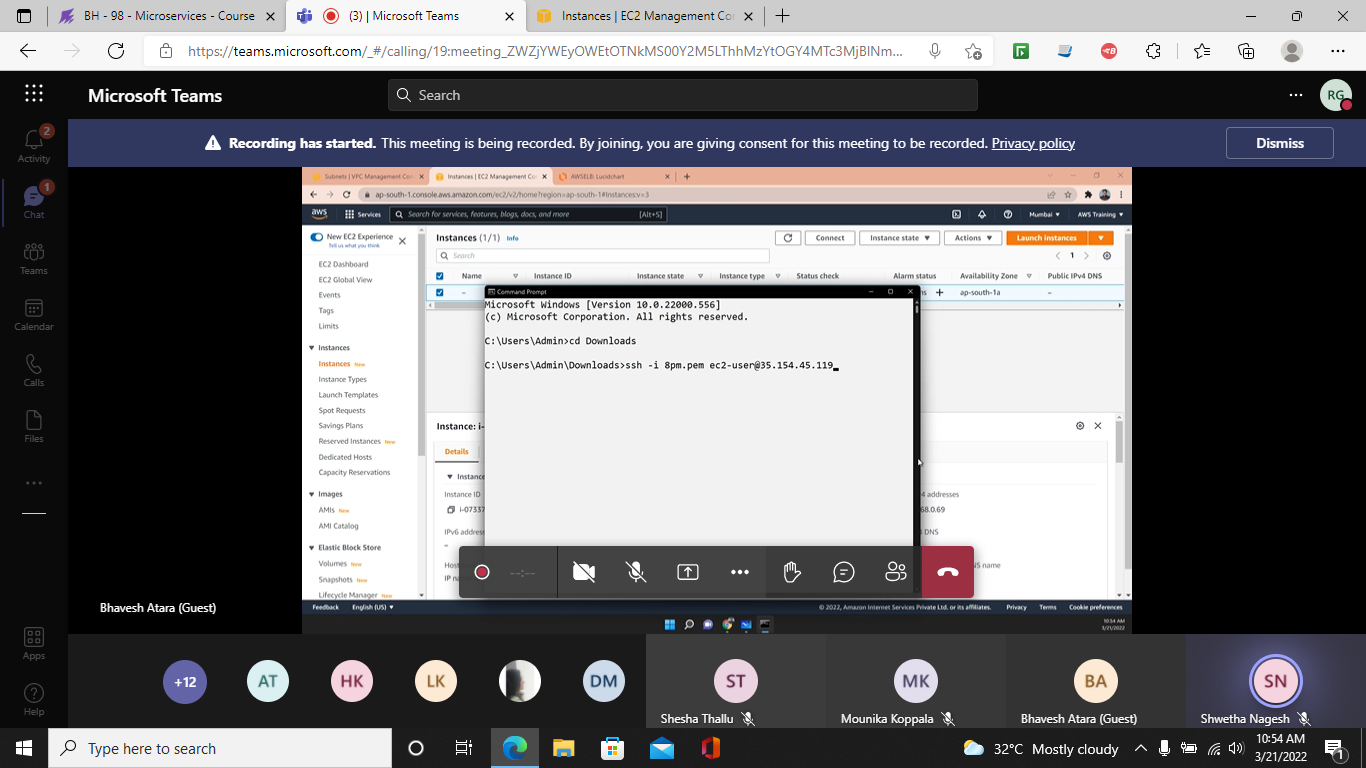 BH - 98 - Microservices - Course
(3) | Microsoft Teams
Instances | EC2 Management Co
https://teams.microsoft.com/_#/calling/19:meeting_ZWZjYWEyOWEtOTNkMS00Y2M5LThhMzYtOGY4MTc3MjBlNm...
Microsoft Teams
Search
RG
Recording has started. This meeting is being recorded. By joining, you are giving consent for this meeting to be recorded. Privacy policy
Dismiss
2
Activity
1
Chat
Teams
Calendar
Calls
Files
Apps
Help
Subnets | VPC Management Con
Instances | EC2 Management Co
AWSELB: Lucidchart
ap-south-1.console.aws.amazon.com/ec2/v2/home?region=ap-south-1#Instances:v=3
aws
Services
Search for services, features, blogs, docs, and more
[Alt+S]
Mumbai
AWS Training
New EC2 Experience
Tell us what you think
EC2 Dashboard
EC2 Global View
Events
Tags
Limits
Instances
Instances New
Instance Types
Launch Templates
Spot Requests
Savings Plans
Reserved Instances New
Dedicated Hosts
Capacity Reservations
Images
AMIs New
AMI Catalog
Elastic Block Store
Volumes New
Snapshots New
Lifecycle Manager New
Instances (1/1) Info
Connect
Instance state
Actions
Launch instances
Search
1
Name
Instance ID
Instance state
Instance type
Status check
Alarm status
Availability Zone
Public IPv4 DNS
–
ns +
ap-south-1a
–
Command Prompt
Microsoft Windows [Version 10.0.22000.556]
(c) Microsoft Corporation. All rights reserved.
C:\Users\Admin>cd Downloads
C:\Users\Admin\Downloads>ssh -i 8pm.pem ec2-user@35.154.45.119_
Instance: i-
Details
Instanc
Instance ID
i-07337
IPv6 addres
–
Host
IP n
4 addresses
68.0.69
DNS
S name
--:--
Feedback
English (US)
© 2022, Amazon Internet Services Private Ltd. or its affiliates.
Privacy
Terms
Cookie preferences
10:54 AM
3/21/2022
Bhavesh Atara (Guest)
+12
AT
HK
LK
DM
ST
Shesha Thallu
MK
Mounika Koppala
BA
Bhavesh Atara (Guest)
SN
Shwetha Nagesh
Type here to search
32°C Mostly cloudy
10:54 AM
3/21/2022
1